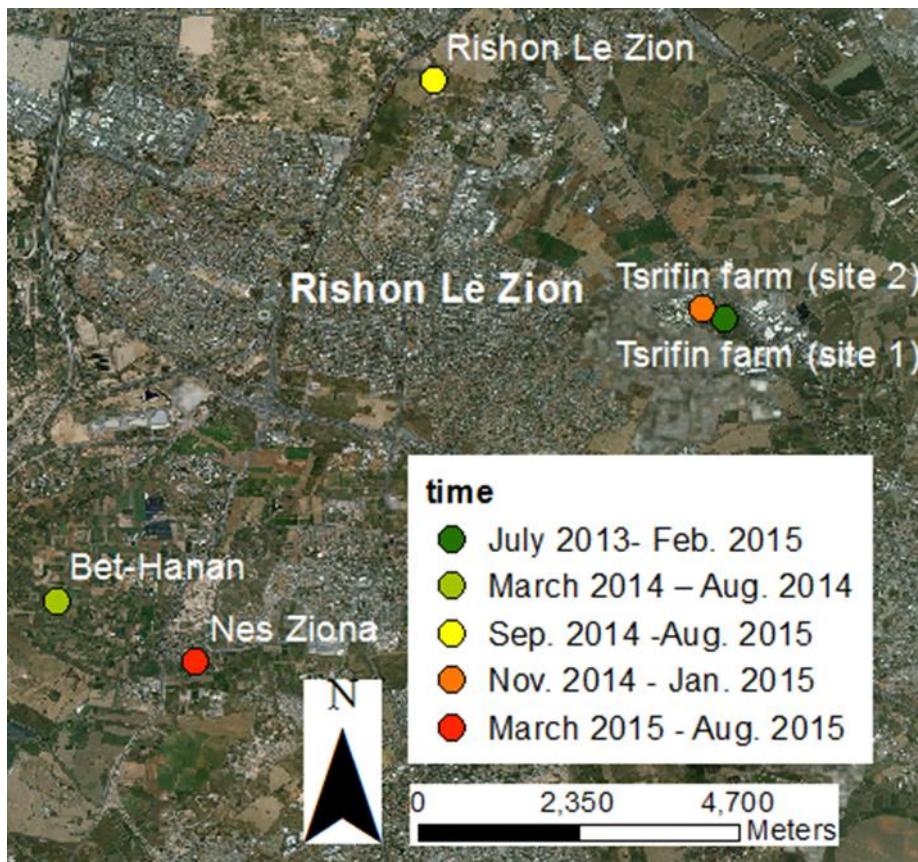 Rishon Le Zion
Rishon Le Zion
Tsrifin farm (site 2)
Tsrifin farm (site 1)
Bet-Hanan
Nes Ziona
time
July 2013- Feb. 2015
March 2014 – Aug. 2014
Sep. 2014 -Aug. 2015
Nov. 2014 - Jan. 2015
March 2015 - Aug. 2015
N
0 2,350 4,700
Meters